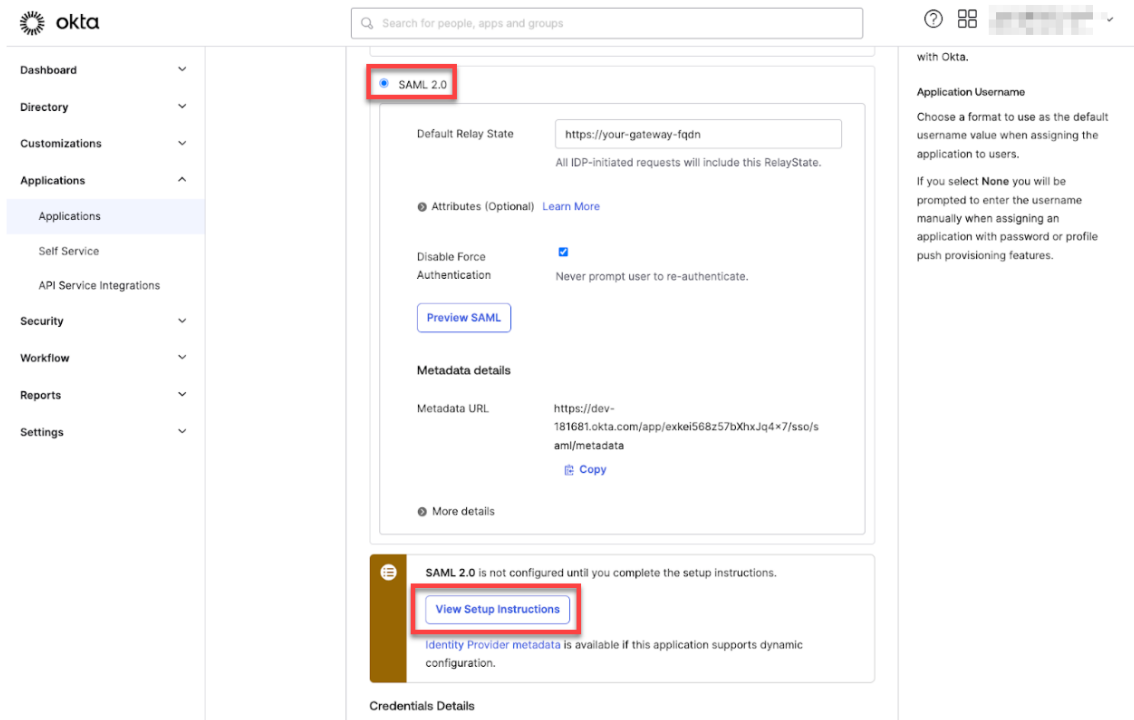 okta
Search for people, apps and groups
Dashboard
Directory
Customizations
Applications
Applications
Self Service
API Service Integrations
Security
Workflow
Reports
Settings
SAML 2.0
Default Relay State
https://your-gateway-fqdn
All IDP-initiated requests will include this RelayState.
Attributes (Optional) Learn More
Disable Force
Authentication
Never prompt user to re-authenticate.
Preview SAML
Metadata details
Metadata URL
https://dev-
181681.okta.com/app/exkei568z57bXhxJq4x7/sso/s
aml/metadata
Copy
More details
SAML 2.0 is not configured until you complete the setup instructions.
View Setup Instructions
Identity Provider metadata is available if this application supports dynamic
configuration.
Credentials Details
with Okta.
Application Username
Choose a format to use as the default
username value when assigning the
application to users.
If you select None you will be
prompted to enter the username
manually when assigning an
application with password or profile
push provisioning features.